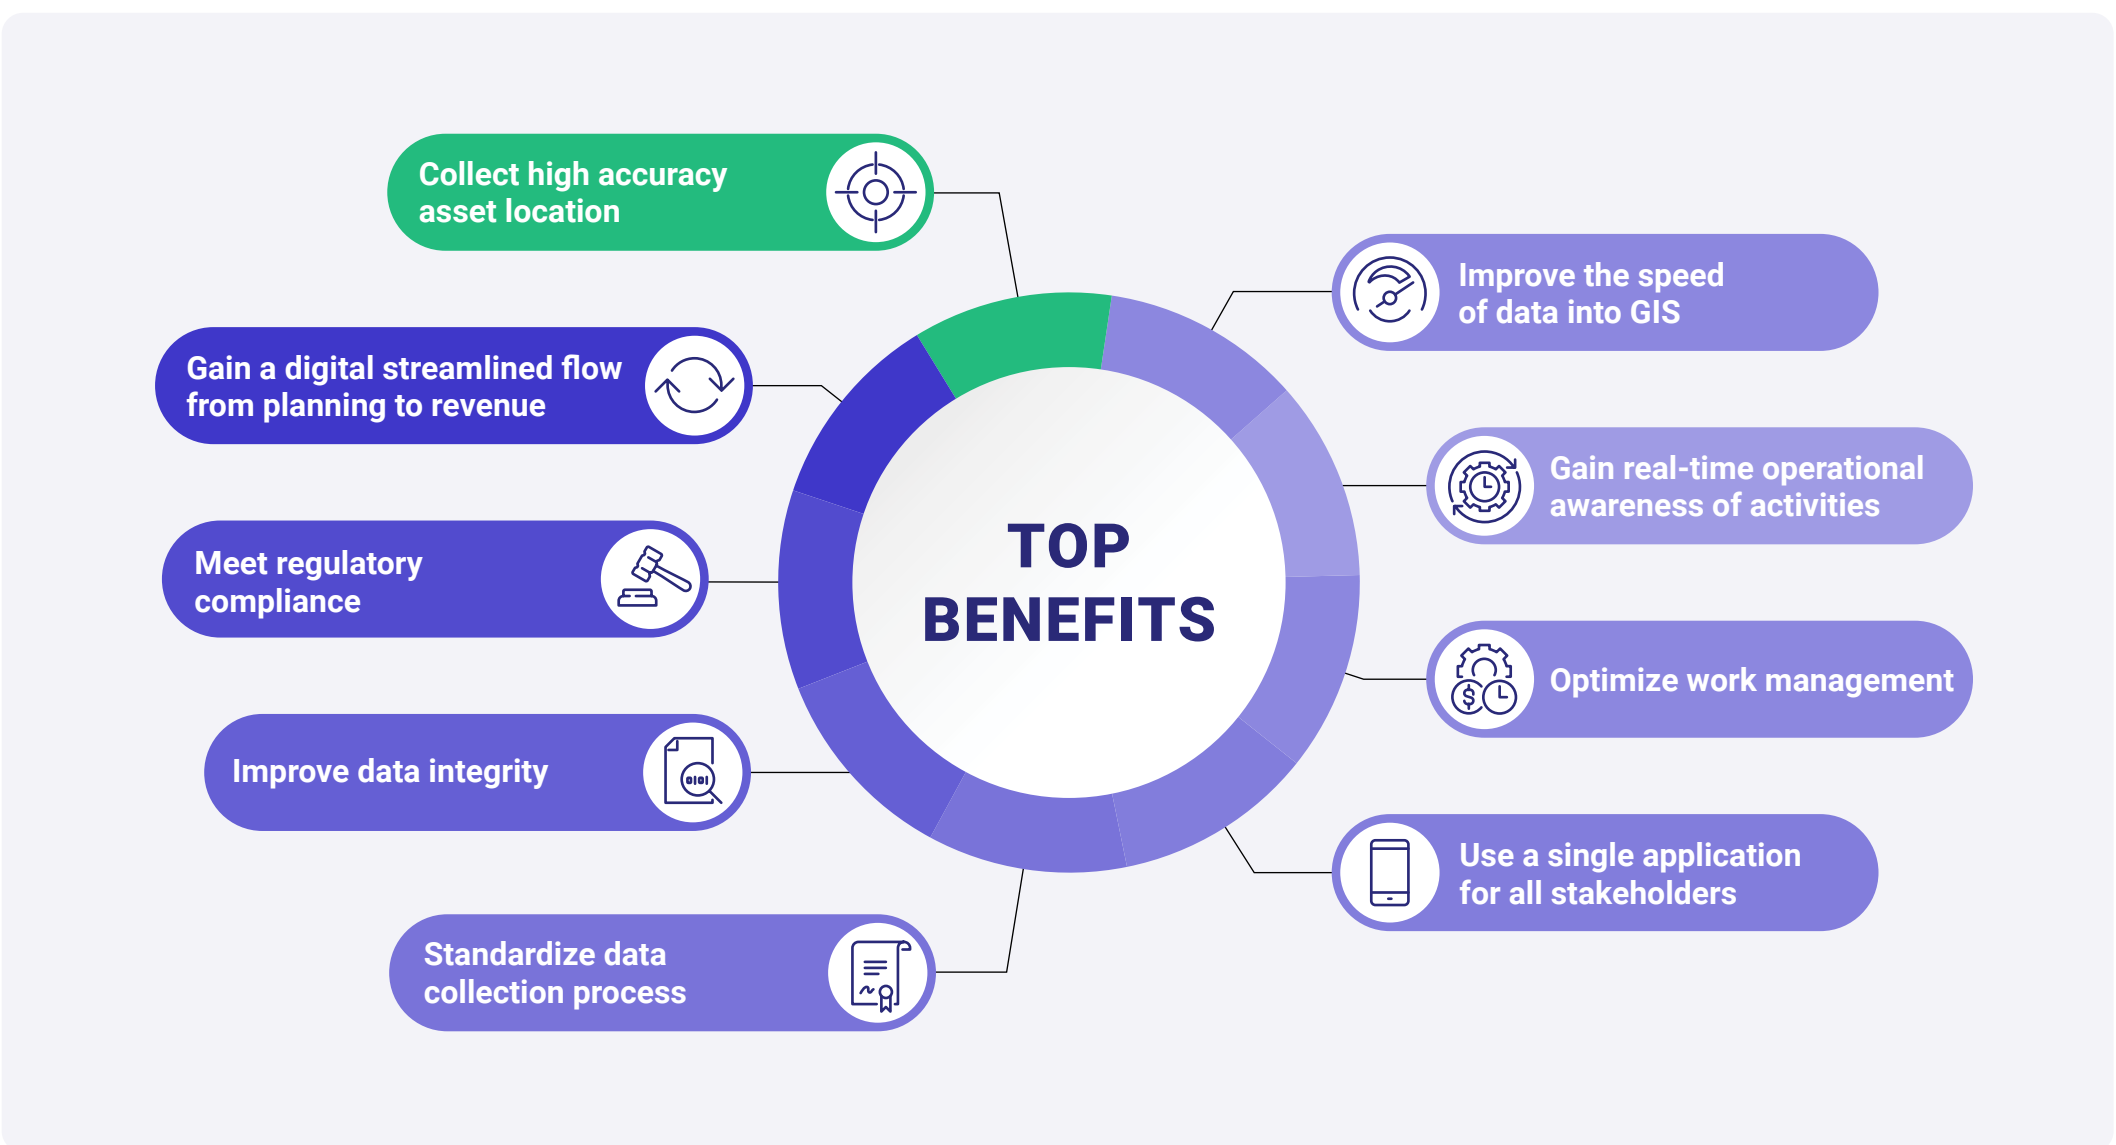 Collect high accuracy
asset location
Gain a digital streamlined flow
from planning to revenue
Meet regulatory
compliance
Improve data integrity
0101
Standardize data
collection process
TOP
BENEFITS
Improve the speed
of data into GIS
Gain real-time operational
awareness of activities
$
Optimize work management
Use a single application
for all stakeholders